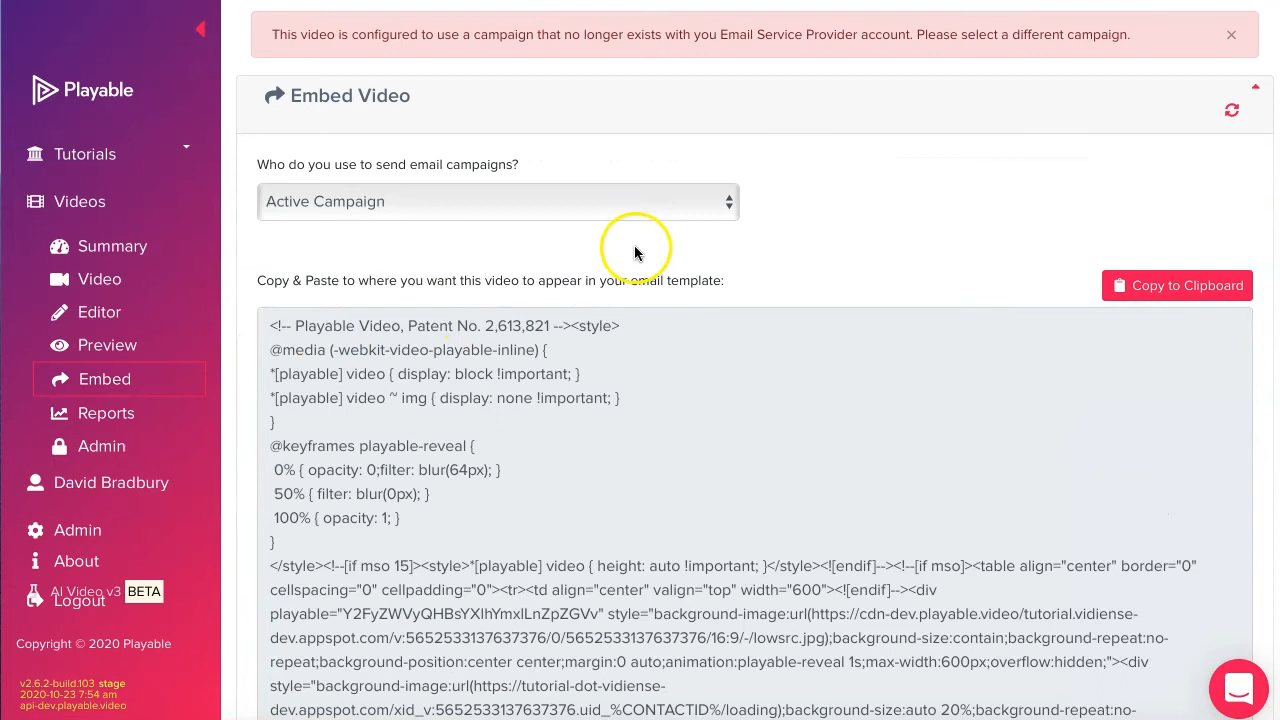 This video is configured to use a campaign that no longer exists with you Email Service Provider account. Please select a different campaign.
×
Playable
Tutorials
Videos
Summary
Video
Editor
Preview
Embed
Reports
Admin
David Bradbury
Admin
About
AI Video v3 BETA
Logout
Copyright © 2020 Playable
v2.6.2-build.103 stage
2020-10-23 7:54 am
api-dev.playable.video
Embed Video
Who do you use to send email campaigns?
Active Campaign
Copy & Paste to where you want this video to appear in your email template:
Copy to Clipboard
<!-- Playable Video, Patent No. 2,613,821 --><style>
@media (-webkit-video-playable-inline) {
*[playable] video { display: block !important; }
*[playable] video ~ img { display: none !important; }
}
@keyframes playable-reveal {
0% { opacity: 0;filter: blur(64px); }
50% { filter: blur(0px); }
100% { opacity: 1; }
}
</style><!--[if mso 15]><style>*[playable] video { height: auto !important; }</style><![endif]--><!--[if mso]><table align="center" border="0"
cellspacing="0" cellpadding="0"><tr><td align="center" valign="top" width="600"><![endif]--><div
playable="Y2FyZWVyQHBsYXlhYmxlLnZpZGVv" style="background-image:url(https://cdn-dev.playable.video/tutorial.vidiense-
dev.appspot.com/v:5652533137637376/0/5652533137637376/16:9/-/lowsrc.jpg);background-size:contain;background-repeat:no-
repeat;background-position:center center;margin:0 auto;animation:playable-reveal 1s;max-width:600px;overflow:hidden;"><div
style="background-image:url(https://tutorial-dot-vidiense-
dev.appspot.com/xid_v:5652533137637376.uid_%CONTACTID%/loading);background-size:auto 20%;background-repeat:no-